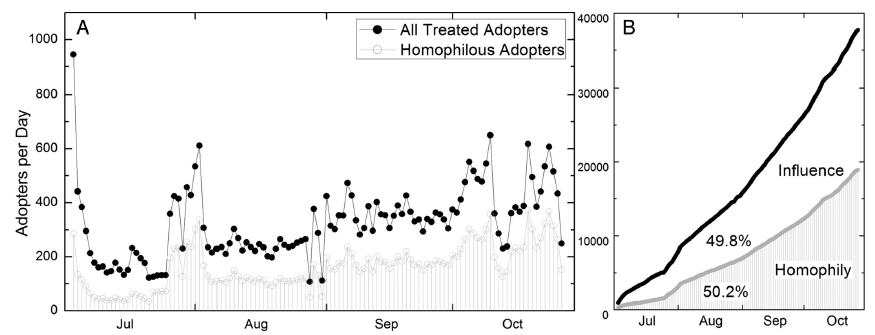 A
All Treated Adopters
Homophilous Adopters
Adopters per Day
1000
800
600
400
200
0
Jul Aug Sep Oct
B
40000
30000
20000
10000
0
Influence
49.8%
Homophily
50.2%
Jul Aug Sep Oct